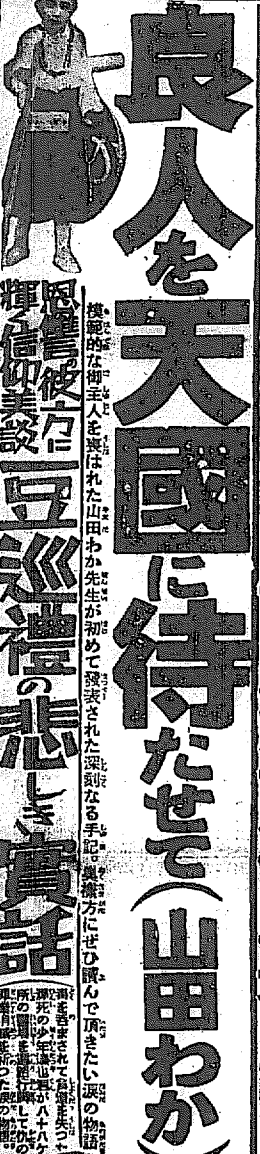 良人を天國に待たせて(山田わか)
模範的な御主人を喪はれた山田わか先生が初めて發表された深刻なる手記。奧樣方にぜひ讀んで頂きたい淚の物語
恩讐の彼方に
輝く信仰美談
豆巡禮の悲しき實話